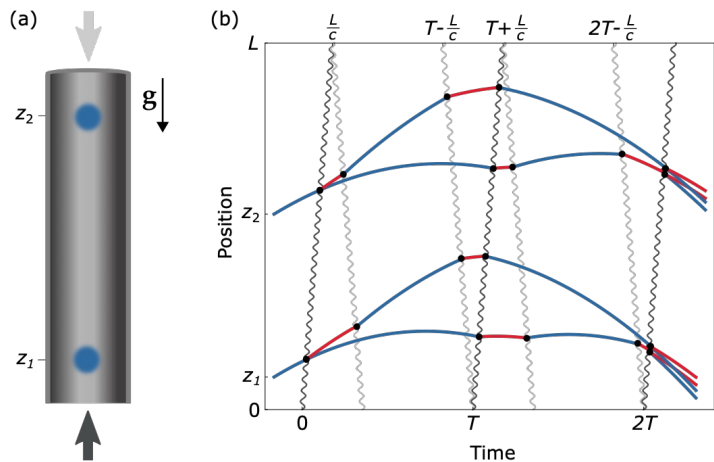 (a)
g
z2
z1
(b)
L/c
T-L/c
T+L/c
2T-L/c
L
z2
z1
0
Position
0
T
2T
Time